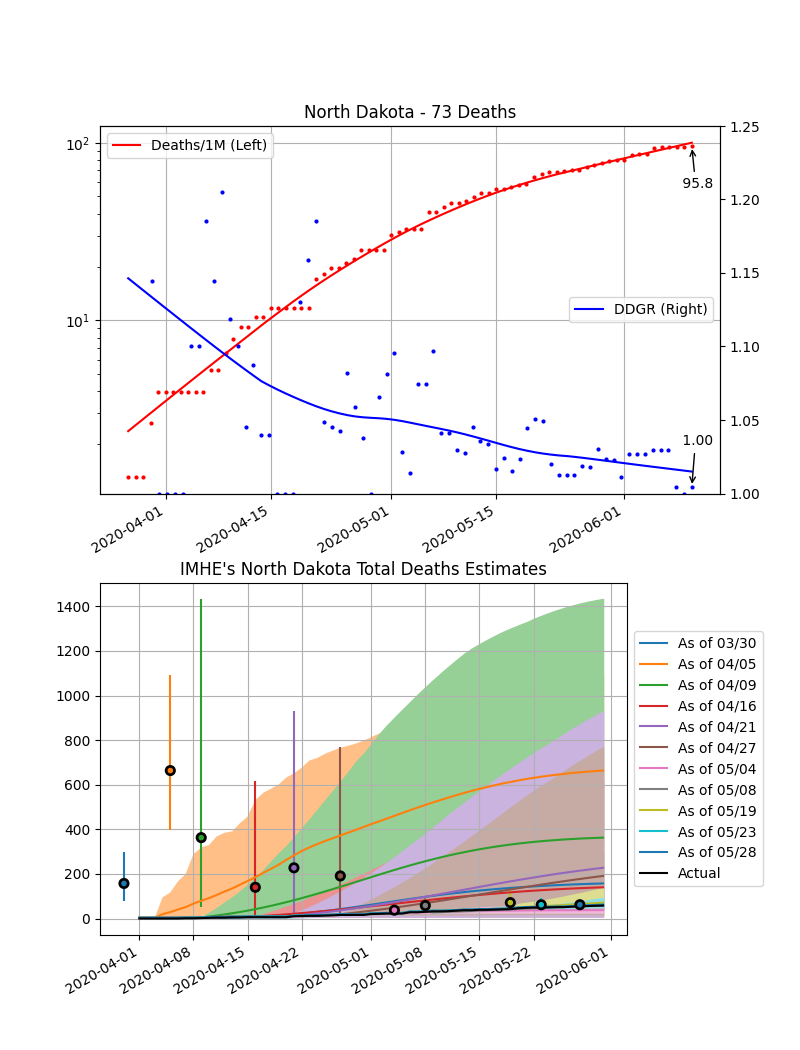 North Dakota - 73 Deaths
Deaths/1M (Left)
DDGR (Right)
10²
10¹
1.25
1.20
1.15
1.10
1.05
1.00
95.8
1.00
2020-04-01
2020-04-15
2020-05-01
2020-05-15
2020-06-01
IMHE's North Dakota Total Deaths Estimates
1400
1200
1000
800
600
400
200
0
2020-04-01
2020-04-08
2020-04-15
2020-04-22
2020-05-01
2020-05-08
2020-05-15
2020-05-22
2020-06-01
As of 03/30
As of 04/05
As of 04/09
As of 04/16
As of 04/21
As of 04/27
As of 05/04
As of 05/08
As of 05/19
As of 05/23
As of 05/28
Actual